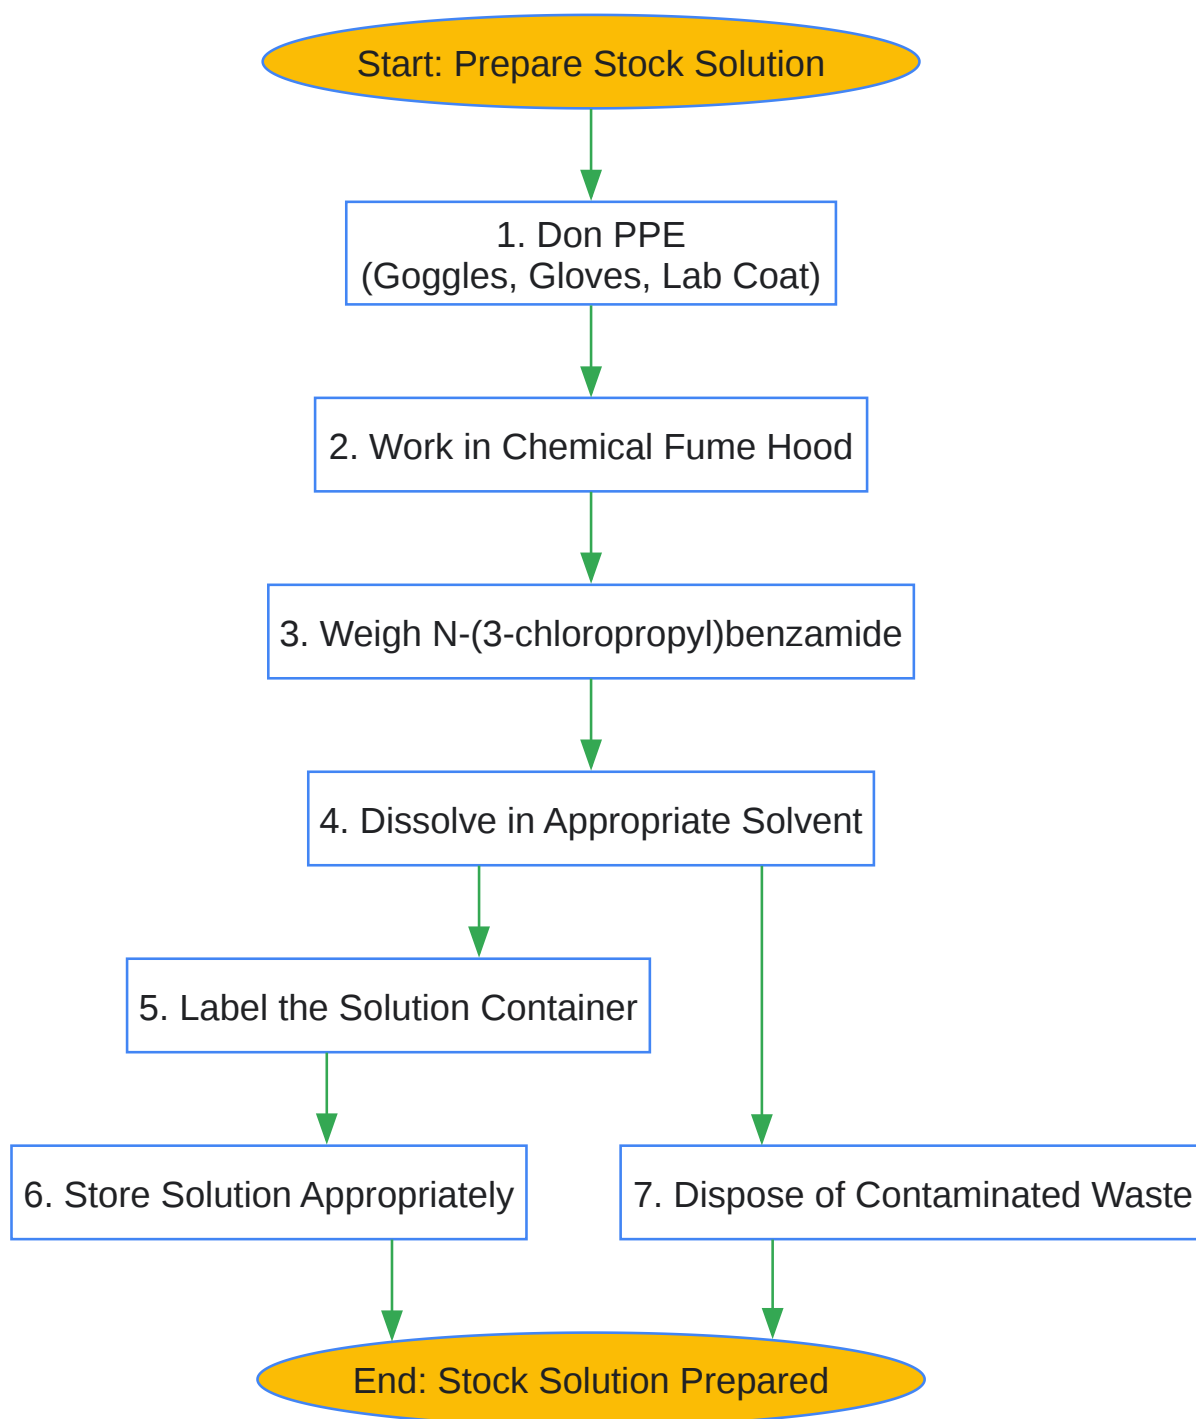 Start: Prepare Stock Solution
1. Don PPE
(Goggles, Gloves, Lab Coat)
2. Work in Chemical Fume Hood
3. Weigh N-(3-chloropropyl)benzamide
4. Dissolve in Appropriate Solvent
5. Label the Solution Container
6. Store Solution Appropriately
7. Dispose of Contaminated Waste
End: Stock Solution Prepared